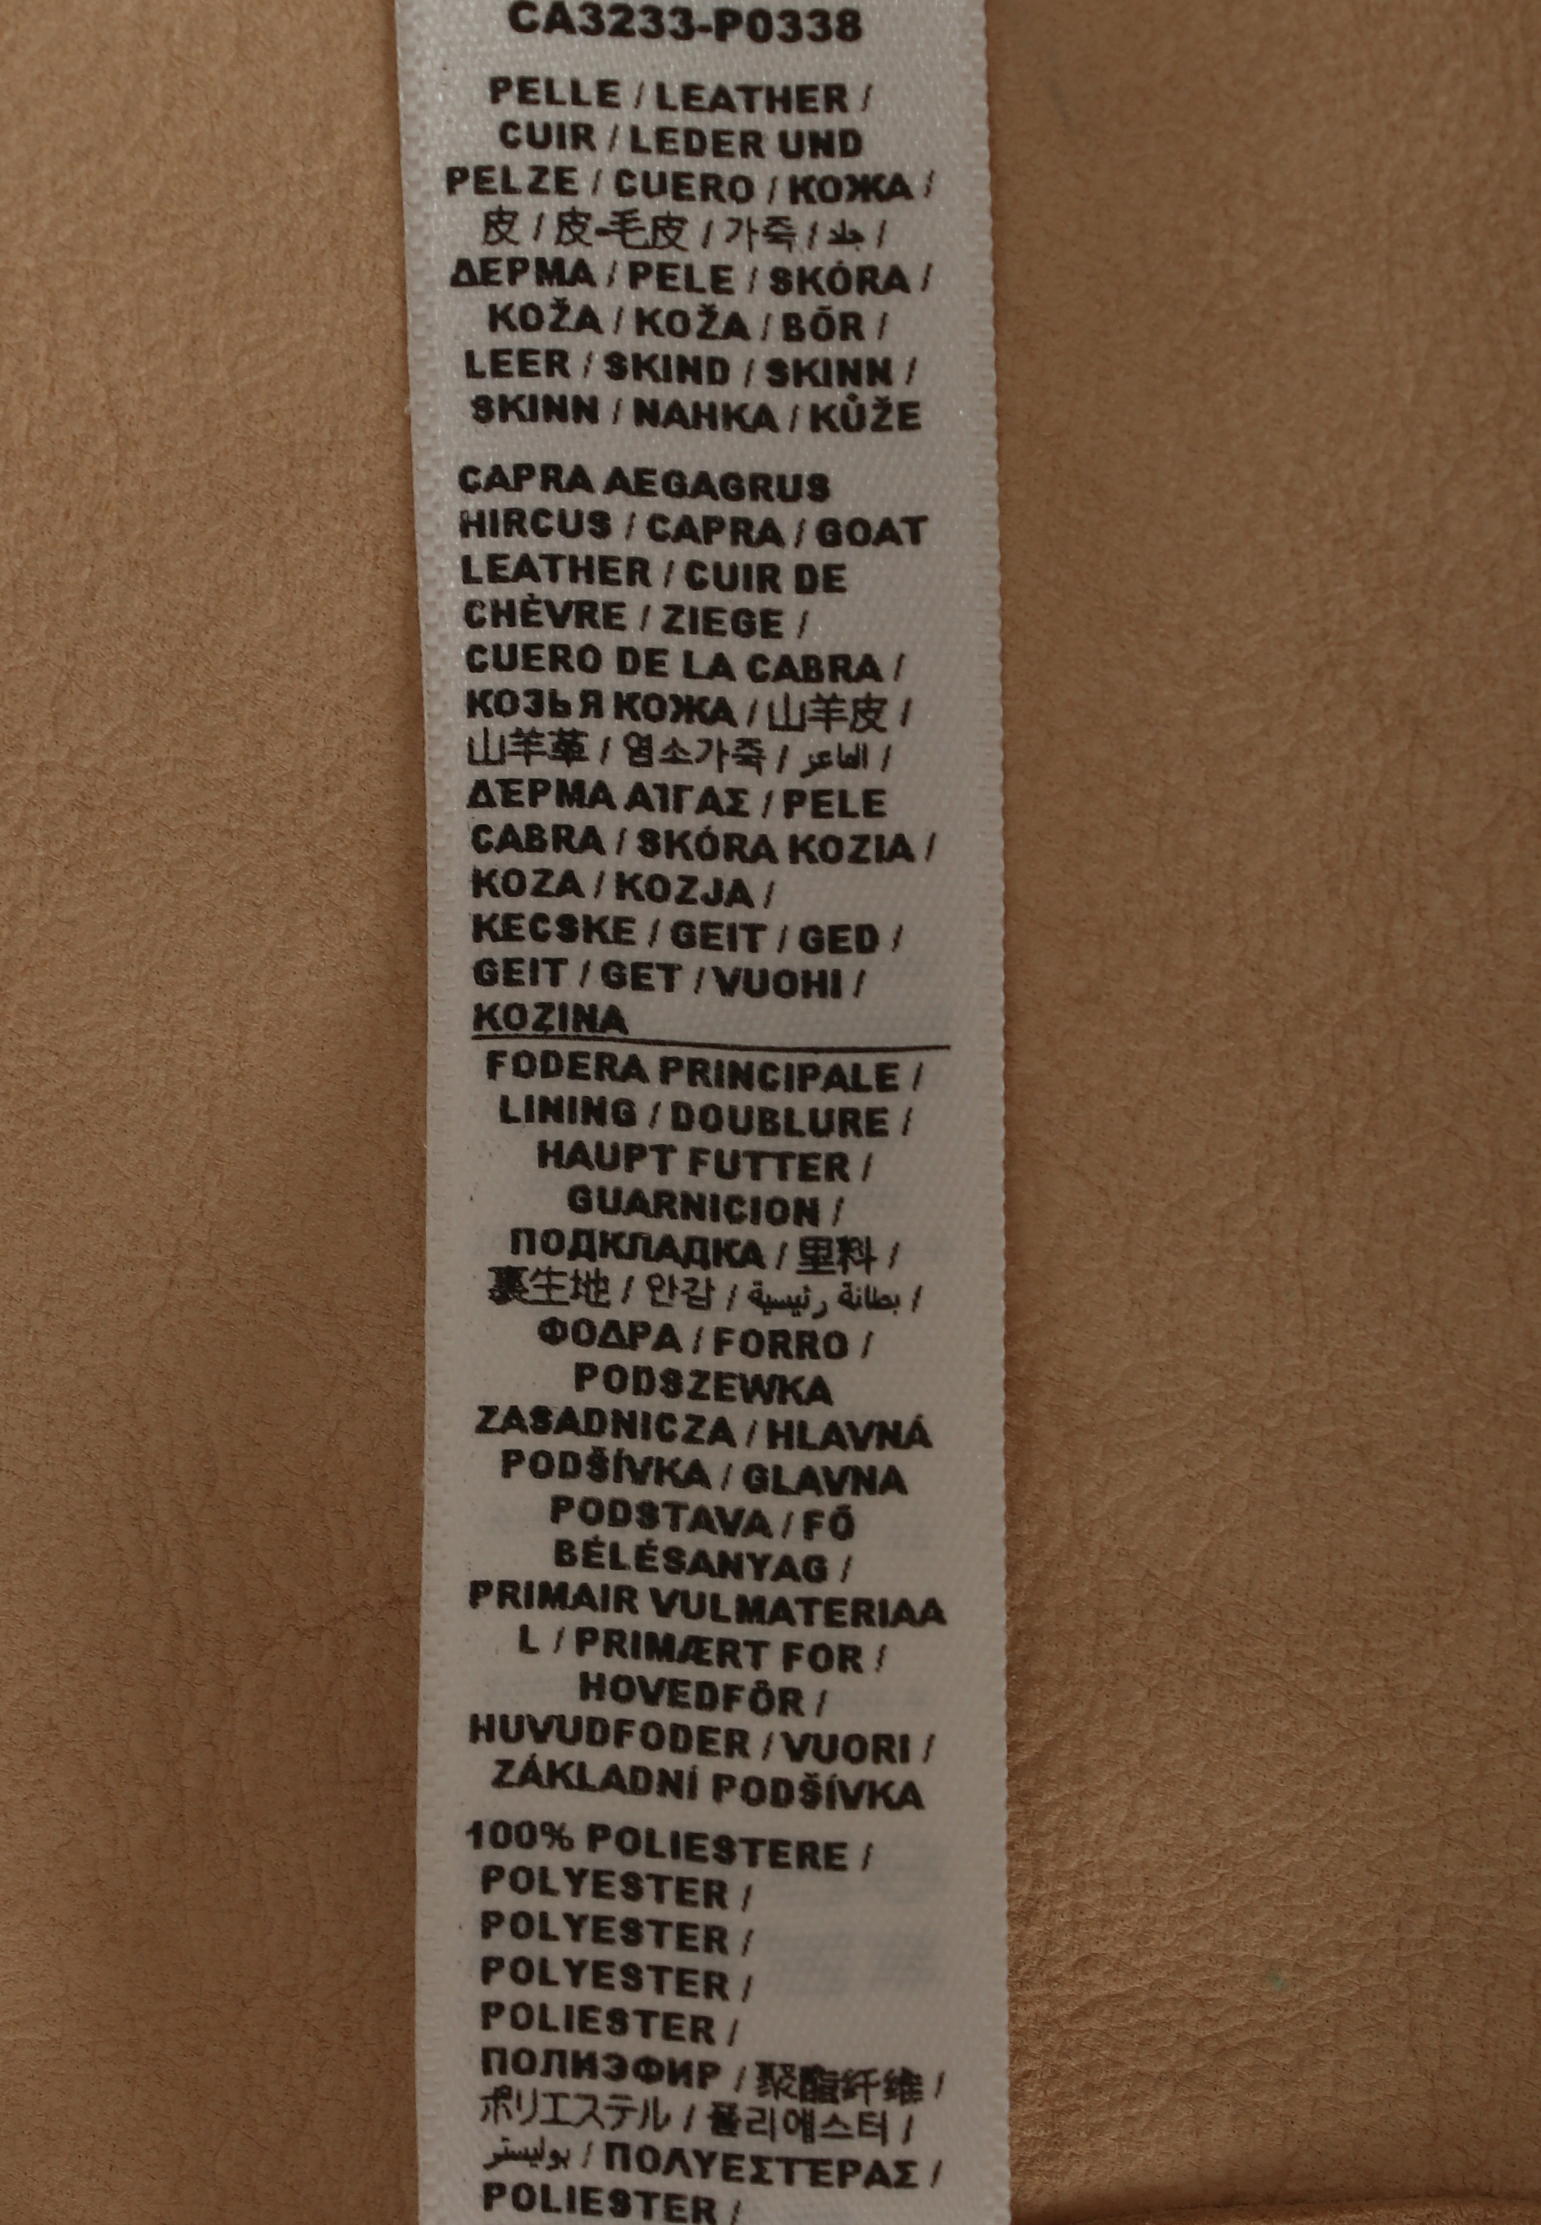 CA3233-P0338
PELLE / LEATHER /
CUIR / LEDER UND
PELZE / CUERO / КОЖА /
皮 / 皮-毛皮 / 가죽 / جلد /
ΔΕΡΜΑ / PELE / SKÓRA /
KOŽA / KOŽA / BŐR /
LEER / SKIND / SKINN /
SKINN / NAHKA / KŮŽE
CAPRA AEGAGRUS
HIRCUS / CAPRA / GOAT
LEATHER / CUIR DE
CHÈVRE / ZIEGE /
CUERO DE LA CABRA /
КОЗЬЯ КОЖА / 山羊皮 /
山羊革 / 염소가죽 / الماعز /
ΔΈΡΜΑ ΑΊΓΑΣ / PELE
CABRA / SKÓRA KOZIA /
KOZA / KOZJA /
KECSKE / GEIT / GED /
GEIT / GET / VUOHI /
KOZINA
FODERA PRINCIPALE /
LINING / DOUBLURE /
HAUPT FUTTER /
GUARNICION /
ПОДКЛАДКА / 里料 /
裏生地 / 안감 / بطانة رئيسية /
ΦΟΔΡΑ / FORRO /
PODSZEWKA
ZASADNICZA / HLAVNÁ
PODŠÍVKA / GLAVNA
PODSTAVA / FŐ
BÉLÉSANYAG /
PRIMAIR VULMATERIAA
L / PRIMÆRT FOR /
HOVEDFÔR /
HUVUDFODER / VUORI /
ZÁKLADNÍ PODŠÍVKA
100% POLIESTERE /
POLYESTER /
POLYESTER /
POLYESTER /
POLIESTER /
ПОЛИЭФИР / 聚酯纤维 /
ポリエステル / 폴리에스터 /
بوليستر / ΠΟΛΥΕΣΤΈΡΑΣ /
POLIESTER /